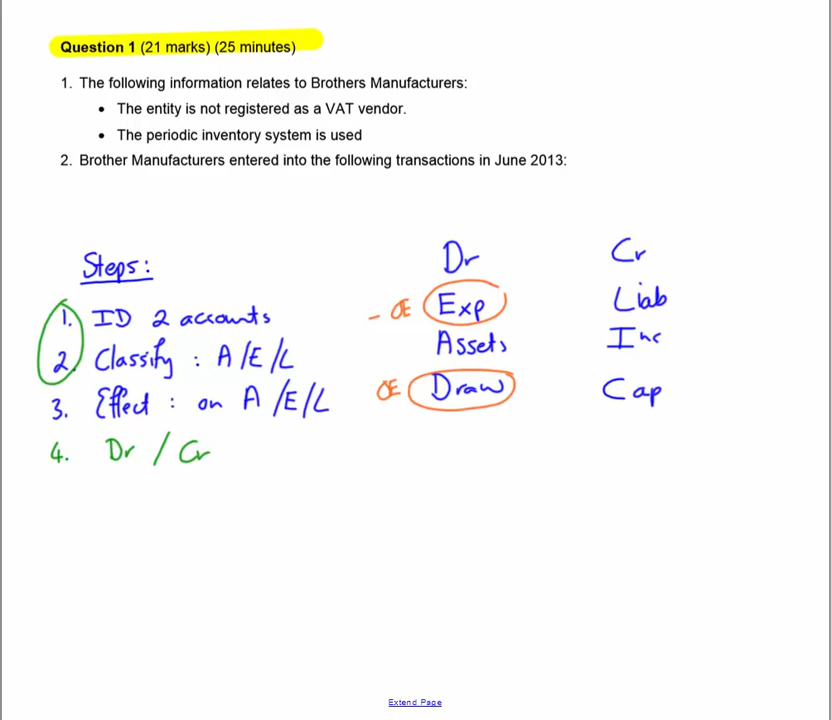 Question 1 (21 marks) (25 minutes)
1. The following information relates to Brothers Manufacturers:
• The entity is not registered as a VAT vendor.
• The periodic inventory system is used
2. Brother Manufacturers entered into the following transactions in June 2013:
Steps: Dr Cr
1. ID 2 accounts - OE Exp Liab
2. Classify : A/E/L Assets Inc
3. Effect : on A/E/L OE Draw Cap
4. Dr / Cr
Extend Page